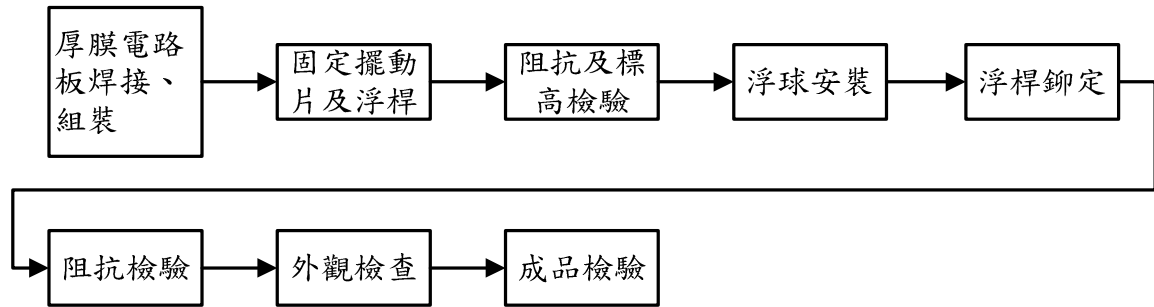 厚膜電路
板焊接、
組裝
固定擺動
片及浮桿
阻抗及標
高檢驗
浮球安裝
浮桿鉚定
阻抗檢驗
外觀檢查
成品檢驗